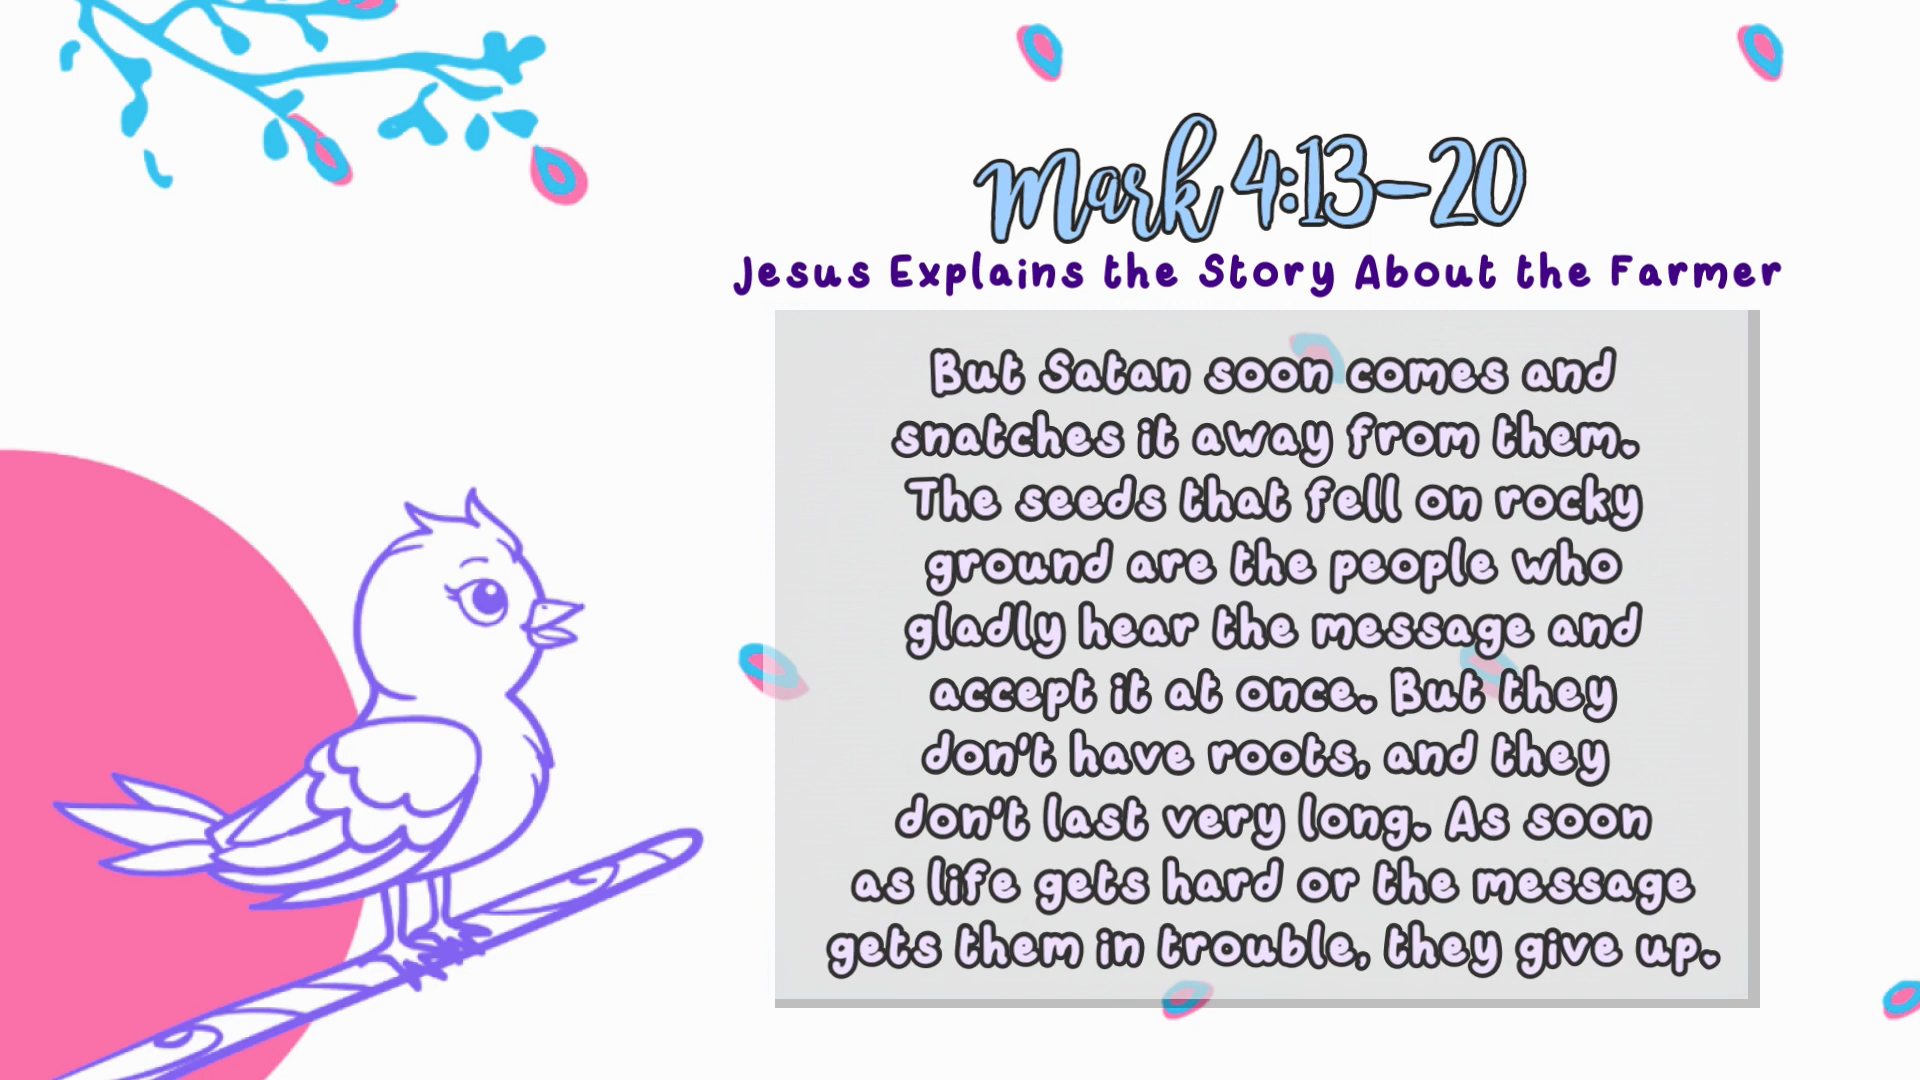 Mark 4:13–20
Jesus Explains the Story About the Farmer
But Satan soon comes and
snatches it away from them.
The seeds that fell on rocky
ground are the people who
gladly hear the message and
accept it at once. But they
don't have roots, and they
don't last very long. As soon
as life gets hard or the message
gets them in trouble, they give up.